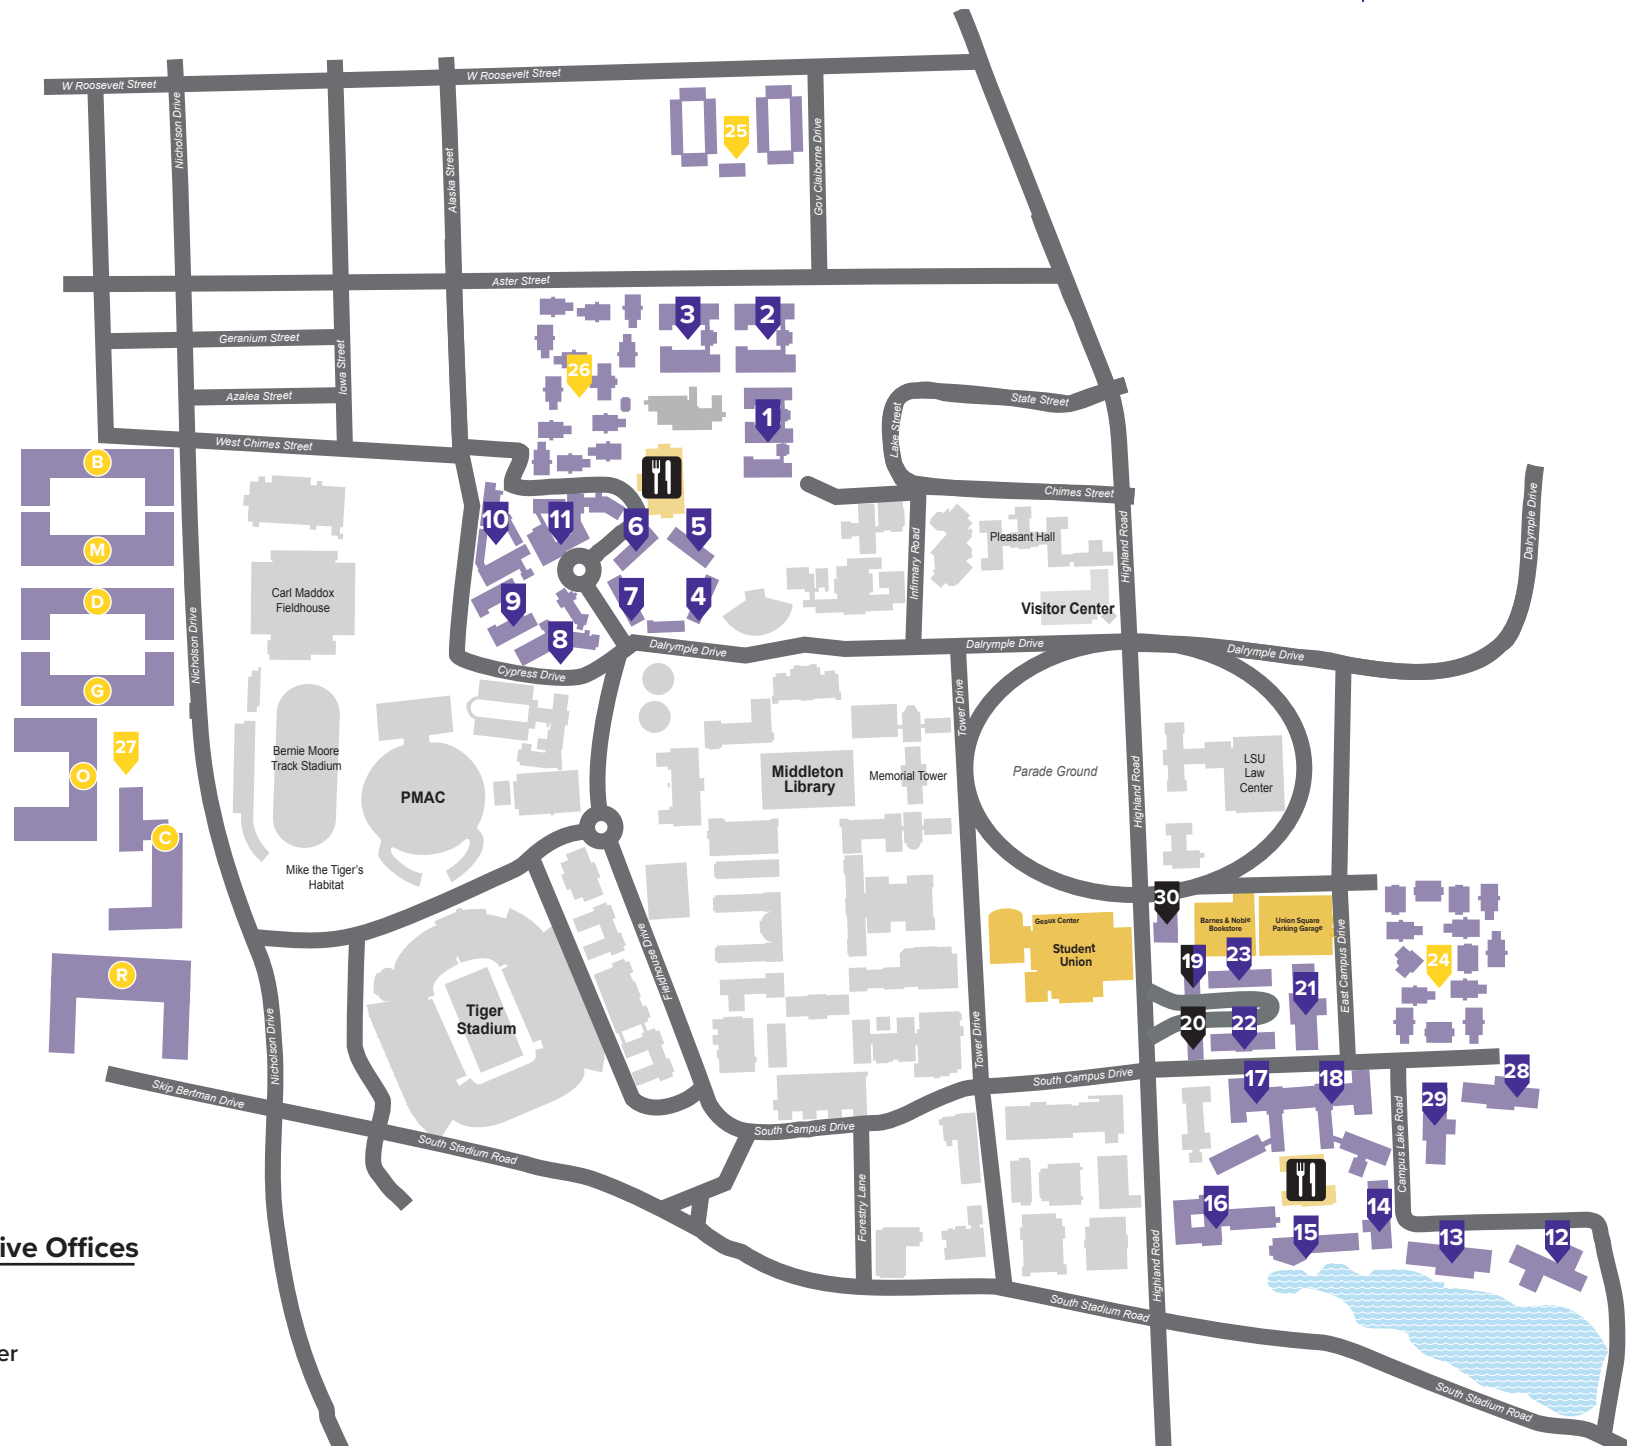 W Roosevelt Street
W Roosevelt Street
Nicholson Drive
Alaska Street
Gov Claiborne Drive
25
Aster Street
Geranium Street
Iowa Street
Azalea Street
West Chimes Street
3
2
26
1
Lake Street
State Street
Chimes Street
Highland Road
Infirmary Road
Dalrymple Drive
B
M
D
G
27
O
C
R
10
11
6
5
9
7
4
8
Carl Maddox
Fieldhouse
Pleasant Hall
Visitor Center
Nicholson Drive
Cypress Drive
Dalrymple Drive
Dalrymple Drive
Dalrymple Drive
Tower Drive
Bernie Moore
Track Stadium
PMAC
Middleton
Library
Memorial Tower
Parade Ground
Highland Road
LSU
Law
Center
Mike the Tiger's
Habitat
30
Geaux Center
Student
Union
Barnes & Noble
Bookstore
Union Square
Parking Garage
East Campus Drive
19
23
24
21
20
22
Fieldhouse Drive
Tiger
Stadium
Nicholson Drive
Tower Drive
South Campus Drive
Skip Bertman Drive
South Stadium Road
South Campus Drive
17
18
28
29
Campus Lake Road
Forestry Lane
16
14
15
13
12
Highland Road
South Stadium Road
South Stadium Road
ive Offices
er